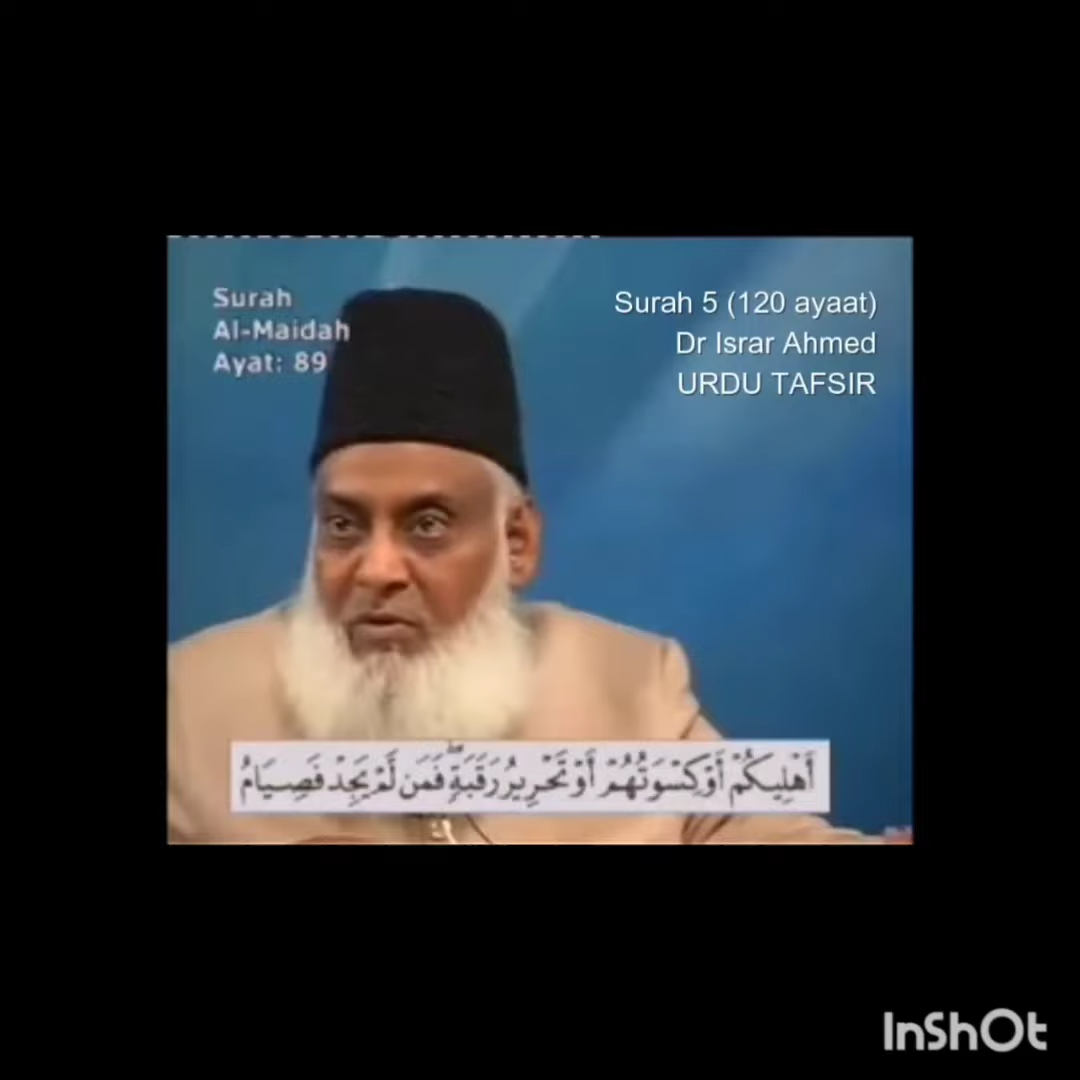 Surah
Al-Maidah
Ayat: 89
Surah 5 (120 ayaat)
Dr Israr Ahmed
URDU TAFSIR
أَهْلِيكُمْ أَوْ كِسْوَتُهُمْ أَوْ تَحْرِيرُ رَقَبَةٍ ۖ فَمَن لَّمْ يَجِدْ فَصِيَامُ
InShOt